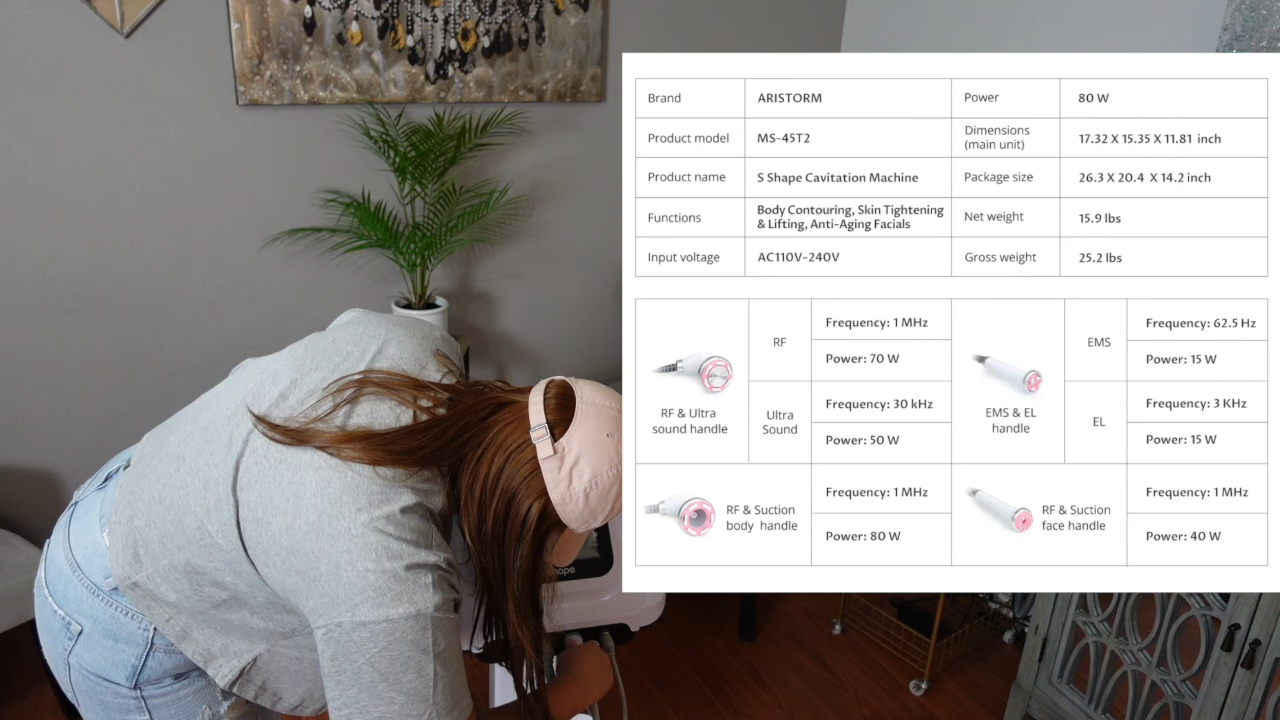 Brand ARISTORM Power 80 W
Product model MS-45T2 Dimensions (main unit) 17.32 X 15.35 X 11.81 inch
Product name S Shape Cavitation Machine Package size 26.3 X 20.4 X 14.2 inch
Functions Body Contouring, Skin Tightening
& Lifting, Anti-Aging Facials
Net weight 15.9 lbs
Input voltage AC110V-240V Gross weight 25.2 lbs
RF & Ultra
sound handle
RF
Frequency: 1 MHz
Power: 70 W
Ultra
Sound
Frequency: 30 kHz
Power: 50 W
EMS & EL
handle
EMS
Frequency: 62.5 Hz
Power: 15 W
EL
Frequency: 3 KHz
Power: 15 W
RF & Suction
body handle
Frequency: 1 MHz
Power: 80 W
RF & Suction
face handle
Frequency: 1 MHz
Power: 40 W